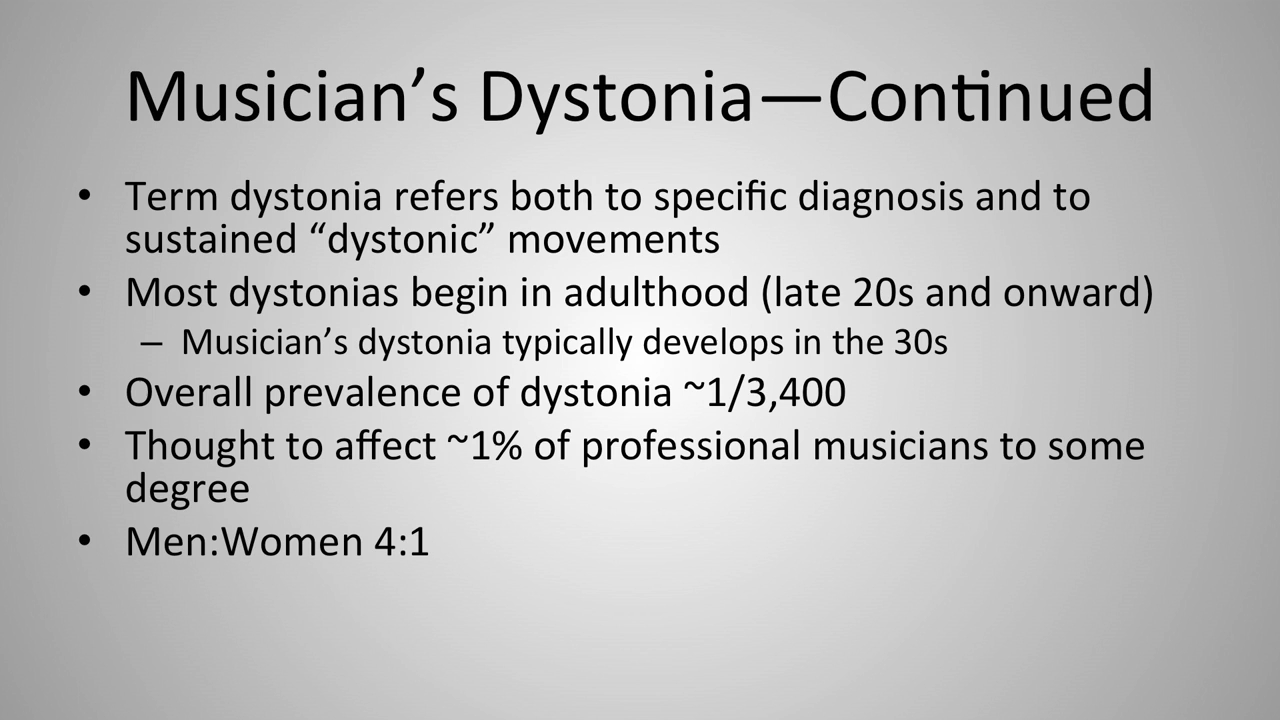 Musician’s Dystonia—Continued
• Term dystonia refers both to specific diagnosis and to
sustained “dystonic” movements
• Most dystonias begin in adulthood (late 20s and onward)
– Musician’s dystonia typically develops in the 30s
• Overall prevalence of dystonia ~1/3,400
• Thought to affect ~1% of professional musicians to some
degree
• Men:Women 4:1